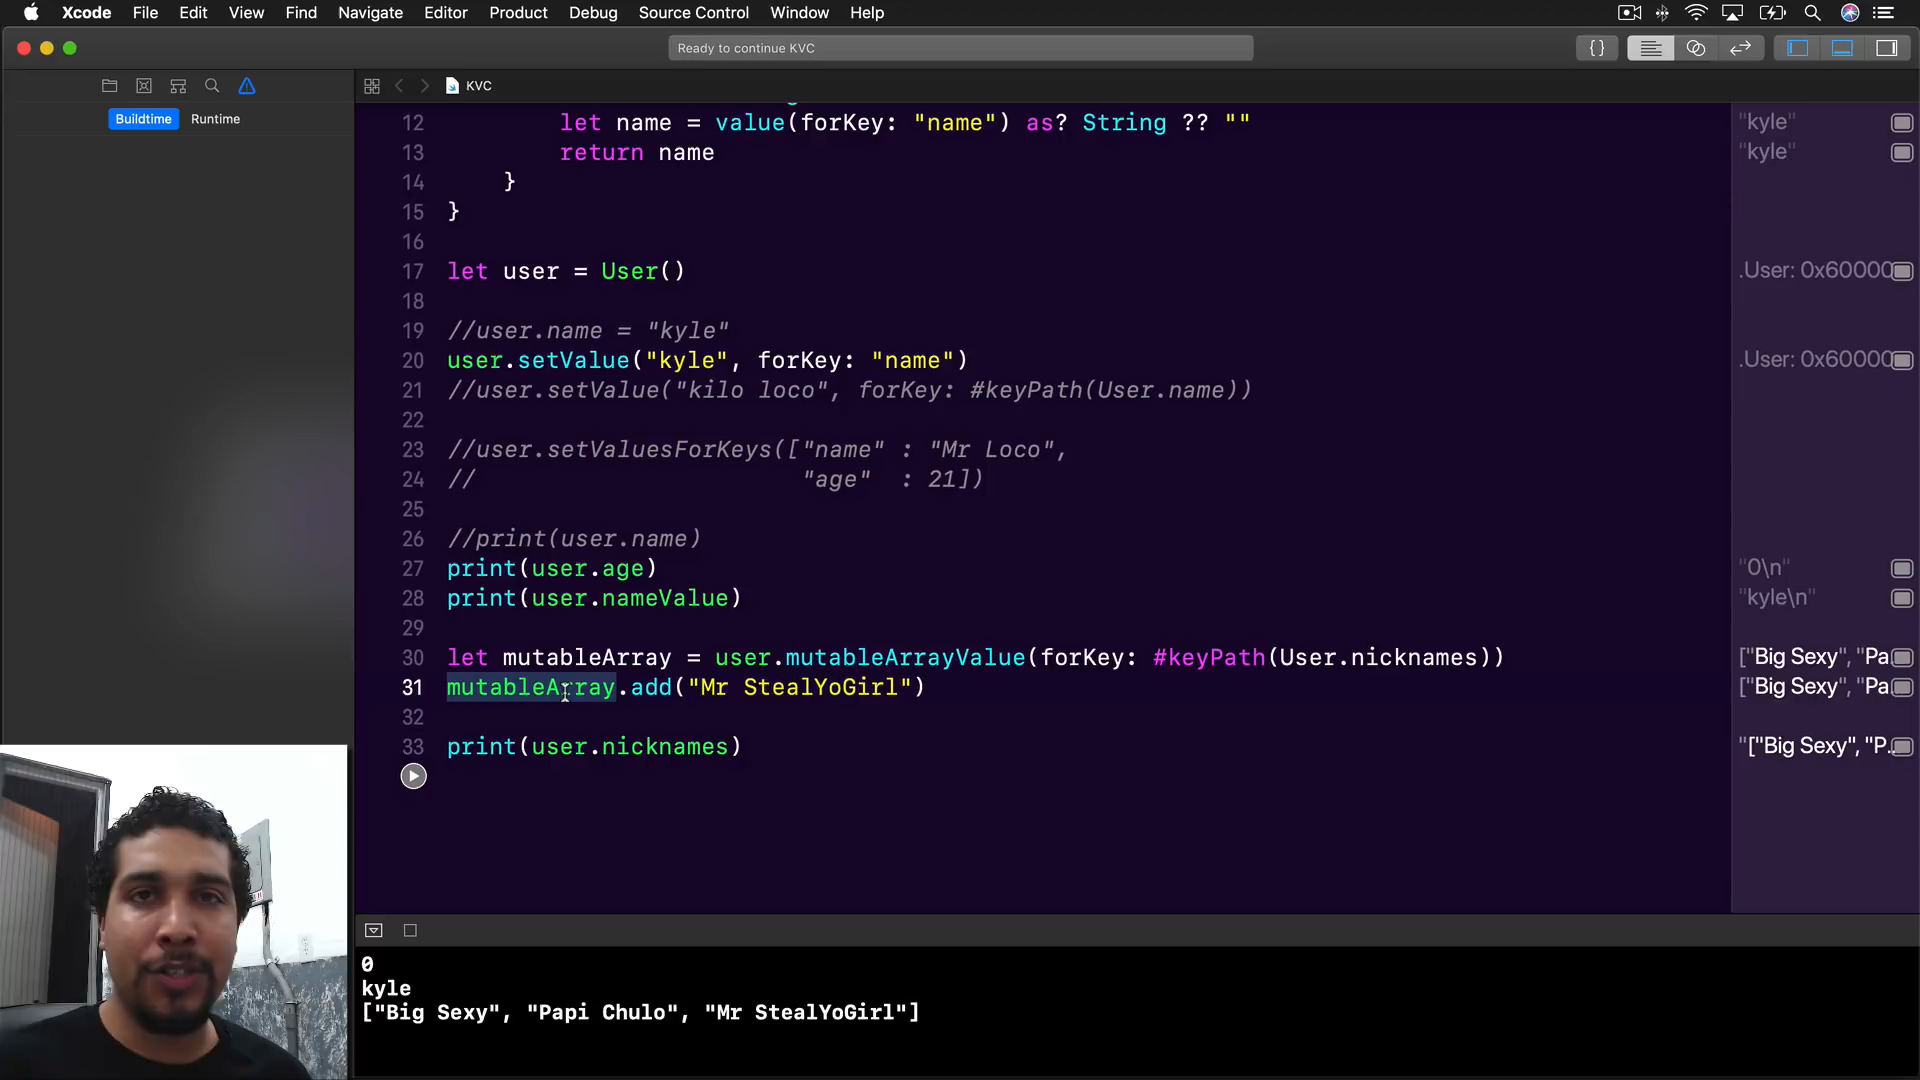 Xcode File Edit View Find Navigate Editor Product Debug Source Control Window Help
Ready to continue KVC
KVC
Buildtime Runtime
12 let name = value(forKey: "name") as? String ?? "" "kyle"
13 return name "kyle"
14 }
15 }
16
17 let user = User() .User: 0x60000
18
19 //user.name = "kyle"
20 user.setValue("kyle", forKey: "name") .User: 0x60000
21 //user.setValue("kilo loco", forKey: #keyPath(User.name))
22
23 //user.setValuesForKeys(["name" : "Mr Loco",
24 // "age" : 21])
25
26 //print(user.name)
27 print(user.age) "0\n"
28 print(user.nameValue) "kyle\n"
29
30 let mutableArray = user.mutableArrayValue(forKey: #keyPath(User.nicknames)) ["Big Sexy", "Pa...
31 mutableArray.add("Mr StealYoGirl") ["Big Sexy", "Pa...
32
33 print(user.nicknames) "["Big Sexy", "P...
0
kyle
["Big Sexy", "Papi Chulo", "Mr StealYoGirl"]